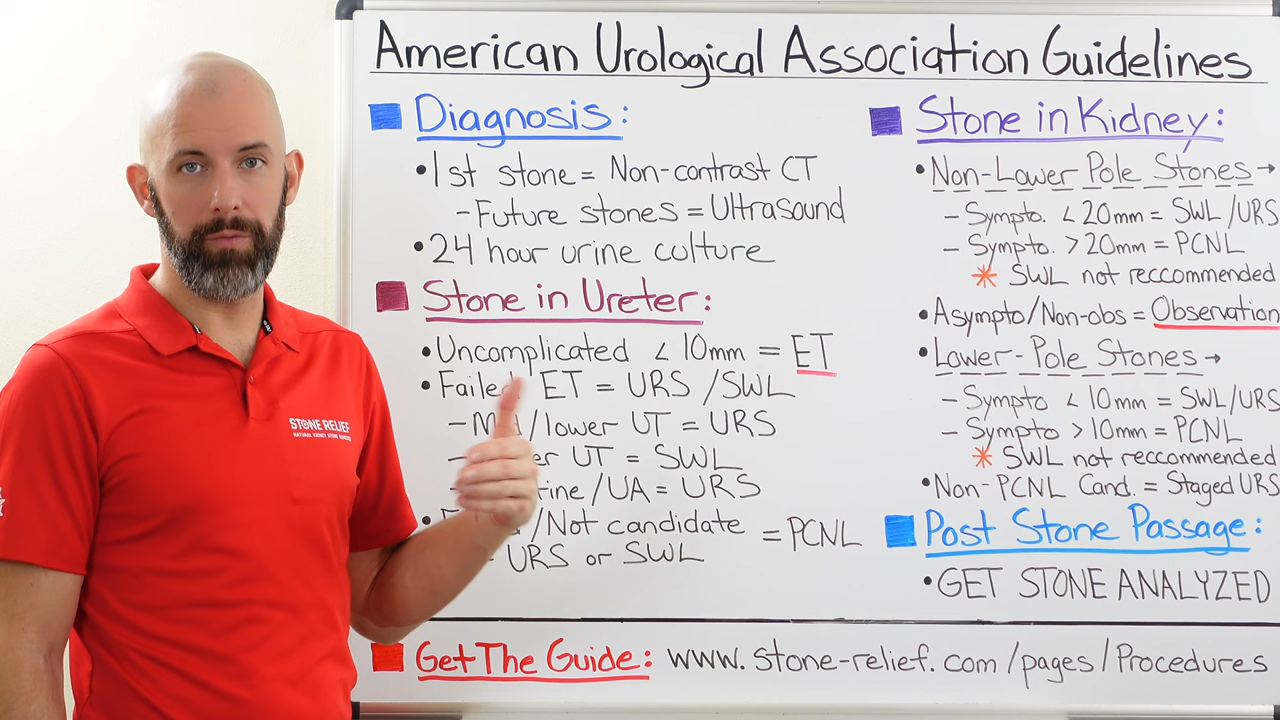 American Urological Association Guidelines
Diagnosis:
•1st stone = Non-contrast CT
-Future stones = Ultrasound
•24 hour urine culture
Stone in Ureter:
•Uncomplicated < 10mm = ET
•Failed ET = URS /SWL
/lower UT = URS
UT = SWL
/UA = URS
/Not candidate = PCNL
URS or SWL
Stone in Kidney:
•Non-Lower Pole Stones→
- Sympto. < 20mm = SWL/URS
- Sympto. > 20mm = PCNL
* SWL not reccommended
•Asympto/Non-obs = Observation
•Lower-Pole Stones →
- Sympto < 10mm = SWL/URS
- Sympto > 10mm = PCNL
* SWL not reccommended
•Non-PCNL Cand. = Staged URS
Post Stone Passage:
•GET STONE ANALYZED
Get The Guide: www.stone-relief.com/pages/Procedures
STONE RELIEF
NATURAL KIDNEY STONE REMEDIES